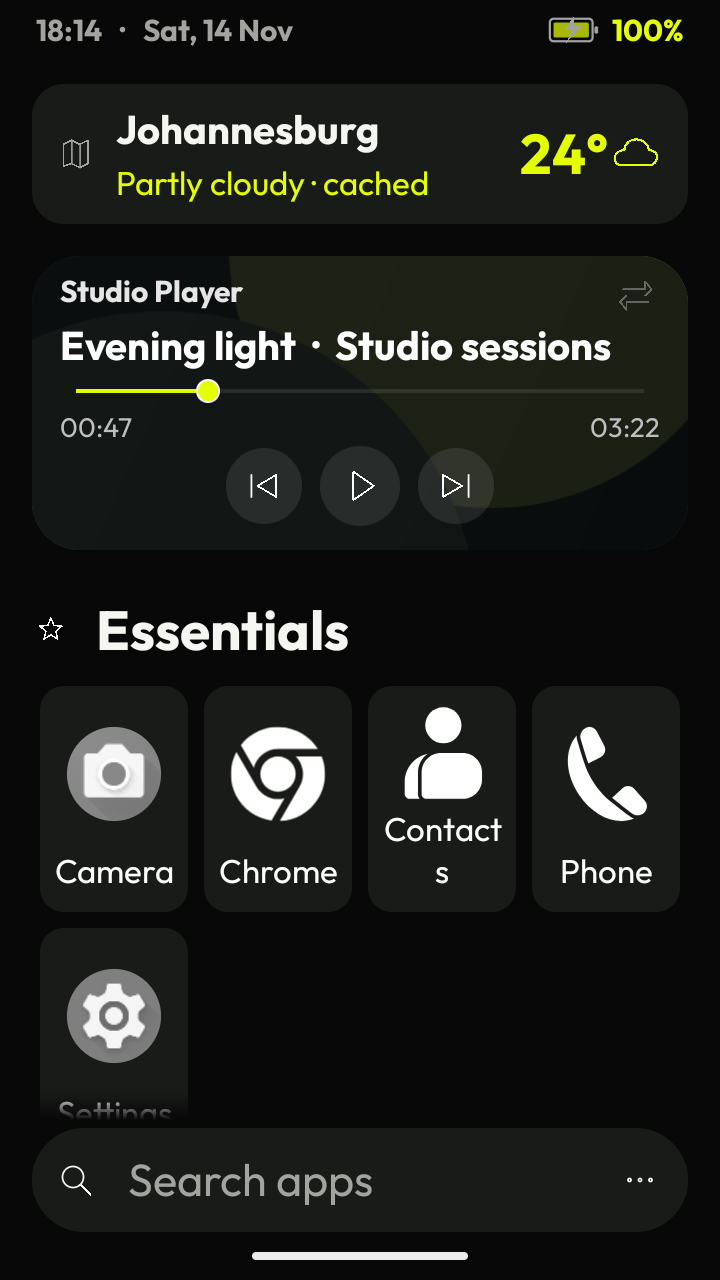 18:14 · Sat, 14 Nov
100%
Johannesburg
24°
Partly cloudy · cached
Studio Player
Evening light · Studio sessions
00:47
03:22
Essentials
Camera
Chrome
Contact
s
Phone
Settings
Search apps